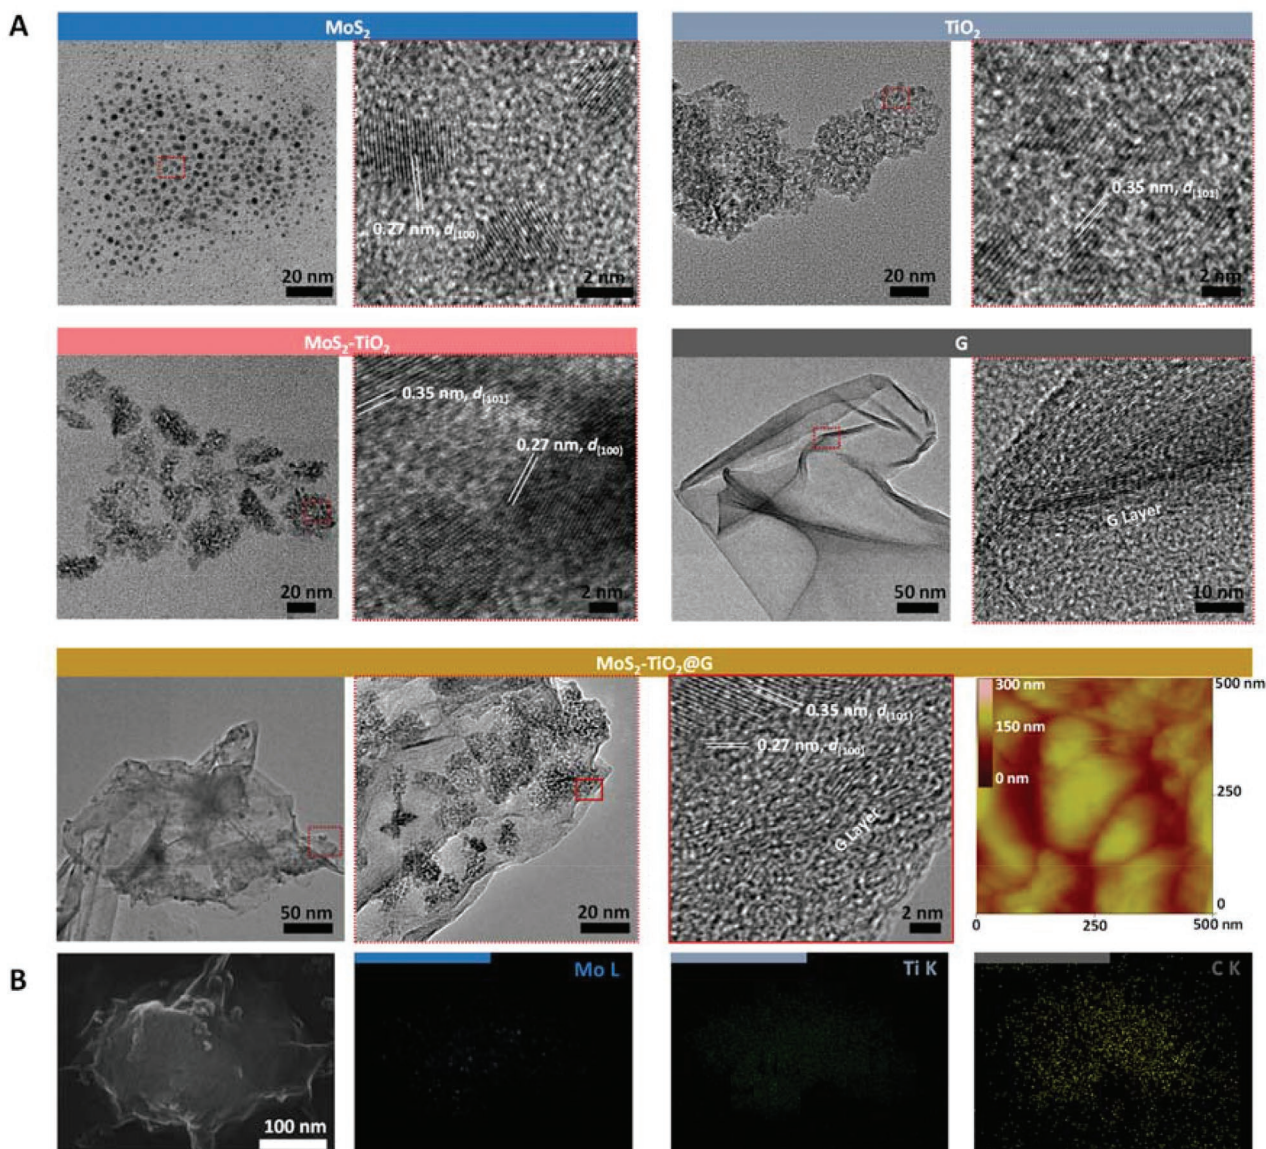 A
MoS₂
TiO₂
0.27 nm, d(100)
20 nm
2 nm
0.35 nm, d(101)
20 nm
2 nm
MoS₂-TiO₂
G
0.35 nm, d(101)
0.27 nm, d(100)
20 nm
2 nm
G Layer
50 nm
10 nm
MoS₂-TiO₂@G
50 nm
20 nm
0.35 nm, d(101)
0.27 nm, d(100)
G Layer
2 nm
300 nm
150 nm
0 nm
500 nm
250
0
0
250
500 nm
B
100 nm
Mo L
Ti K
C K